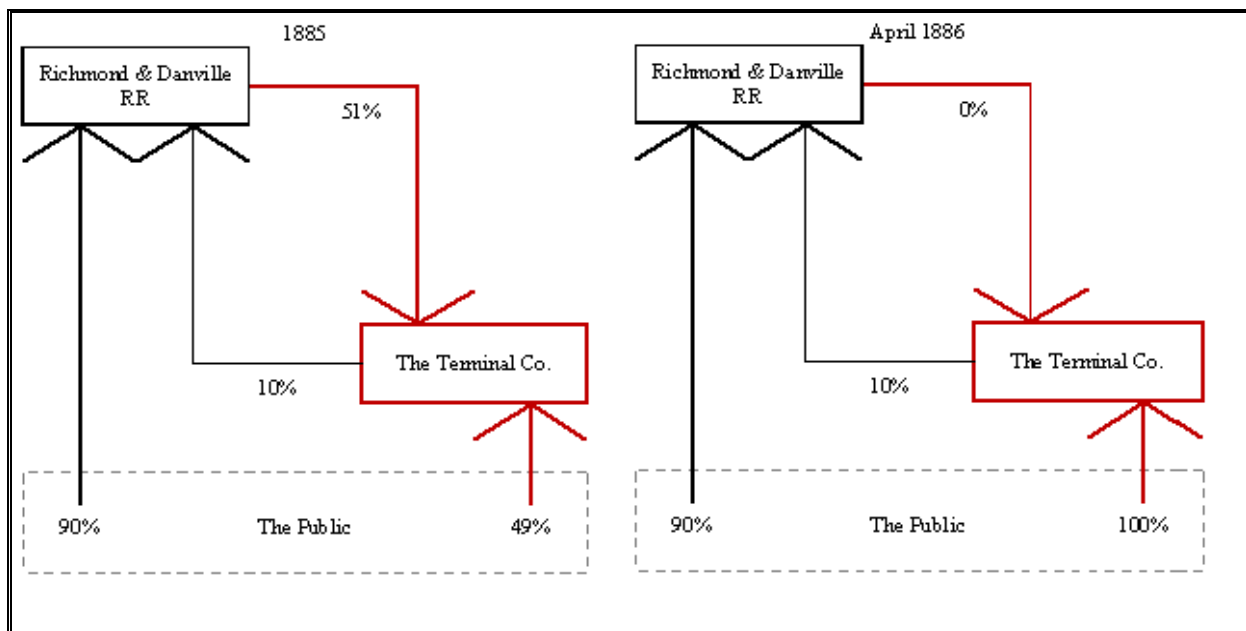 1885
Richmond & Danville
RR
51%
The Terminal Co.
10%
90%
The Public
49%
April 1886
Richmond & Danville
RR
0%
The Terminal Co.
10%
90%
The Public
100%